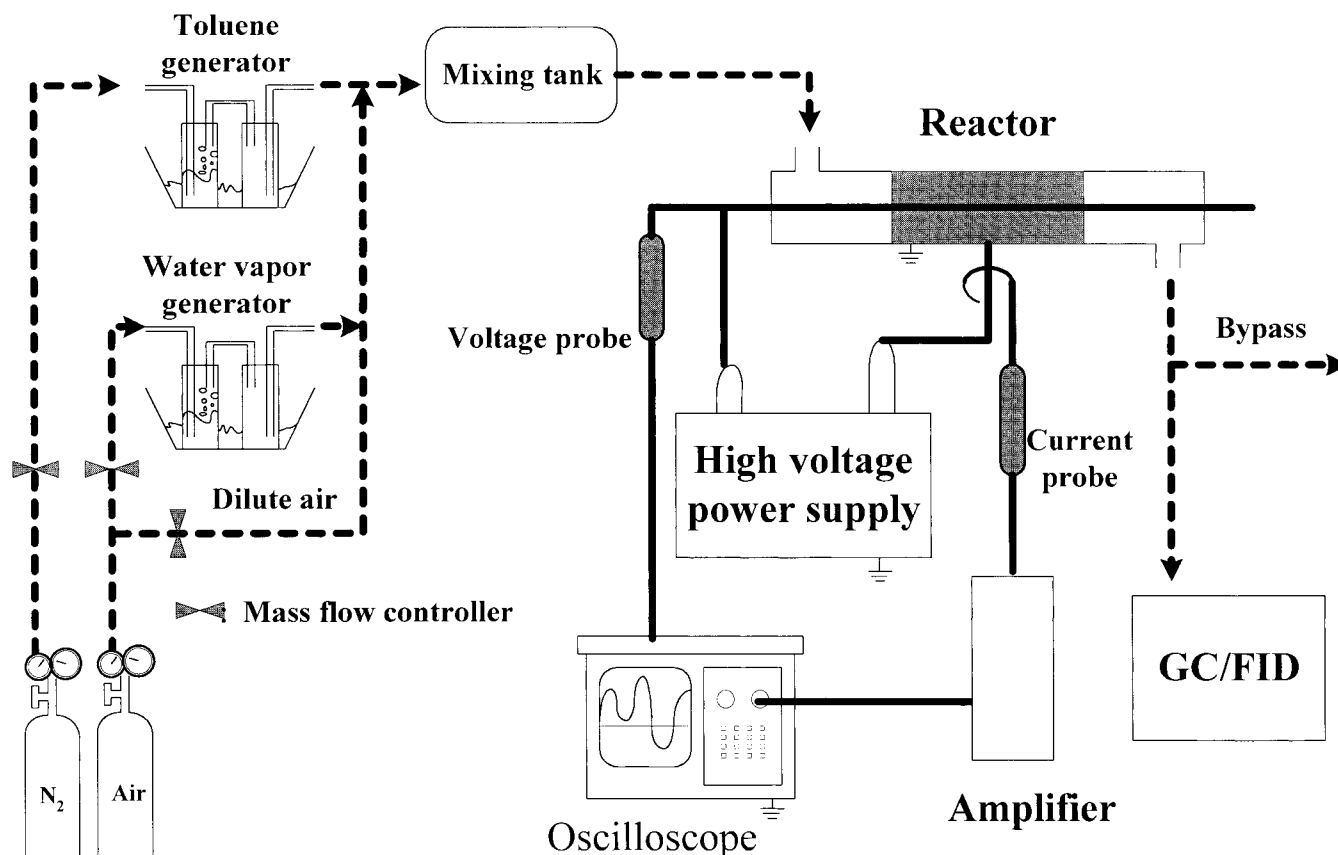 Toluene
generator
Mixing tank
Reactor
Water vapor
generator
Voltage probe
Bypass
High voltage
power supply
Current
probe
Dilute air
Mass flow controller
GC/FID
N₂
Air
Amplifier
Oscilloscope